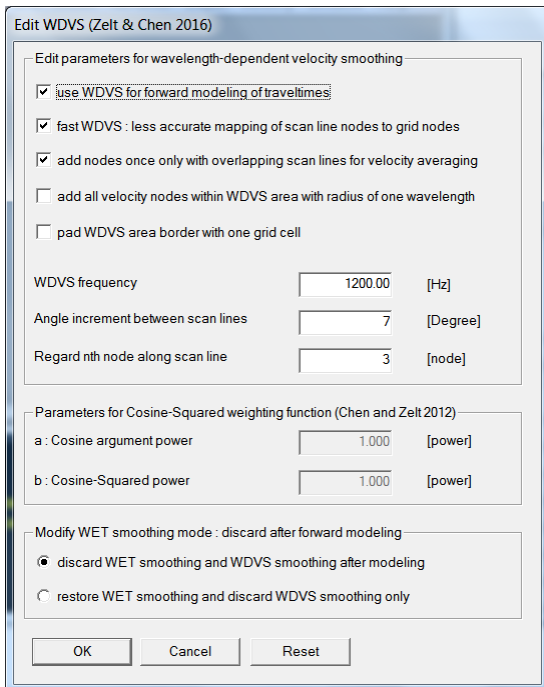 Edit WDVS (Zelt & Chen 2016)
Edit parameters for wavelength-dependent velocity smoothing
use WDVS for forward modeling of traveltimes
fast WDVS : less accurate mapping of scan line nodes to grid nodes
add nodes once only with overlapping scan lines for velocity averaging
add all velocity nodes within WDVS area with radius of one wavelength
pad WDVS area border with one grid cell
WDVS frequency 1200.00 [Hz]
Angle increment between scan lines 7 [Degree]
Regard nth node along scan line 3 [node]
Parameters for Cosine-Squared weighting function (Chen and Zelt 2012)
a : Cosine argument power 1.000 [power]
b : Cosine-Squared power 1.000 [power]
Modify WET smoothing mode : discard after forward modeling
discard WET smoothing and WDVS smoothing after modeling
restore WET smoothing and discard WDVS smoothing only
OK Cancel Reset